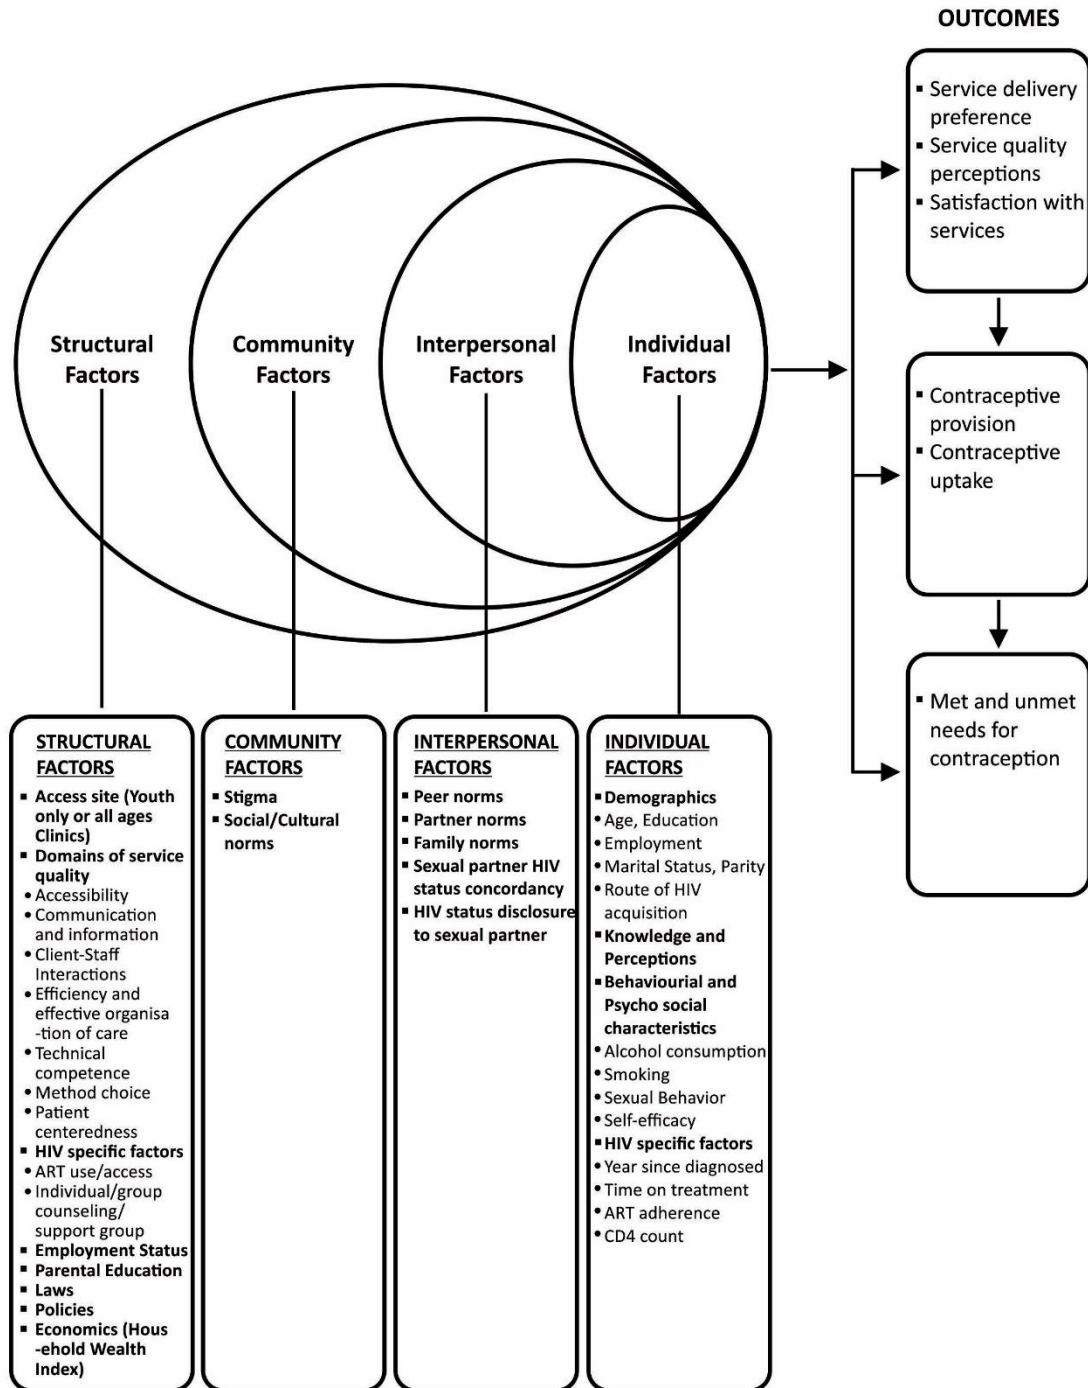 OUTCOMES
▪ Service delivery
preference
▪ Service quality
perceptions
▪ Satisfaction with
services
Structural
Factors
Community
Factors
Interpersonal
Factors
Individual
Factors
▪ Contraceptive
provision
▪ Contraceptive
uptake
▪ Met and unmet
needs for
contraception
STRUCTURAL
FACTORS
▪ Access site (Youth
only or all ages
Clinics)
▪ Domains of service
quality
• Accessibility
• Communication
and information
• Client-Staff
Interactions
• Efficiency and
effective organisa
-tion of care
• Technical
competence
• Method choice
• Patient
centeredness
▪ HIV specific factors
• ART use/access
• Individual/group
counseling/
support group
▪ Employment Status
▪ Parental Education
▪ Laws
▪ Policies
▪ Economics (Hous
-ehold Wealth
Index)
COMMUNITY
FACTORS
▪ Stigma
▪ Social/Cultural
norms
INTERPERSONAL
FACTORS
▪ Peer norms
▪ Partner norms
▪ Family norms
▪ Sexual partner HIV
status concordancy
▪ HIV status disclosure
to sexual partner
INDIVIDUAL
FACTORS
▪ Demographics
• Age, Education
• Employment
• Marital Status, Parity
• Route of HIV
acquisition
▪ Knowledge and
Perceptions
▪ Behaviourial and
Psycho social
characteristics
• Alcohol consumption
• Smoking
• Sexual Behavior
• Self-efficacy
▪ HIV specific factors
• Year since diagnosed
• Time on treatment
• ART adherence
• CD4 count